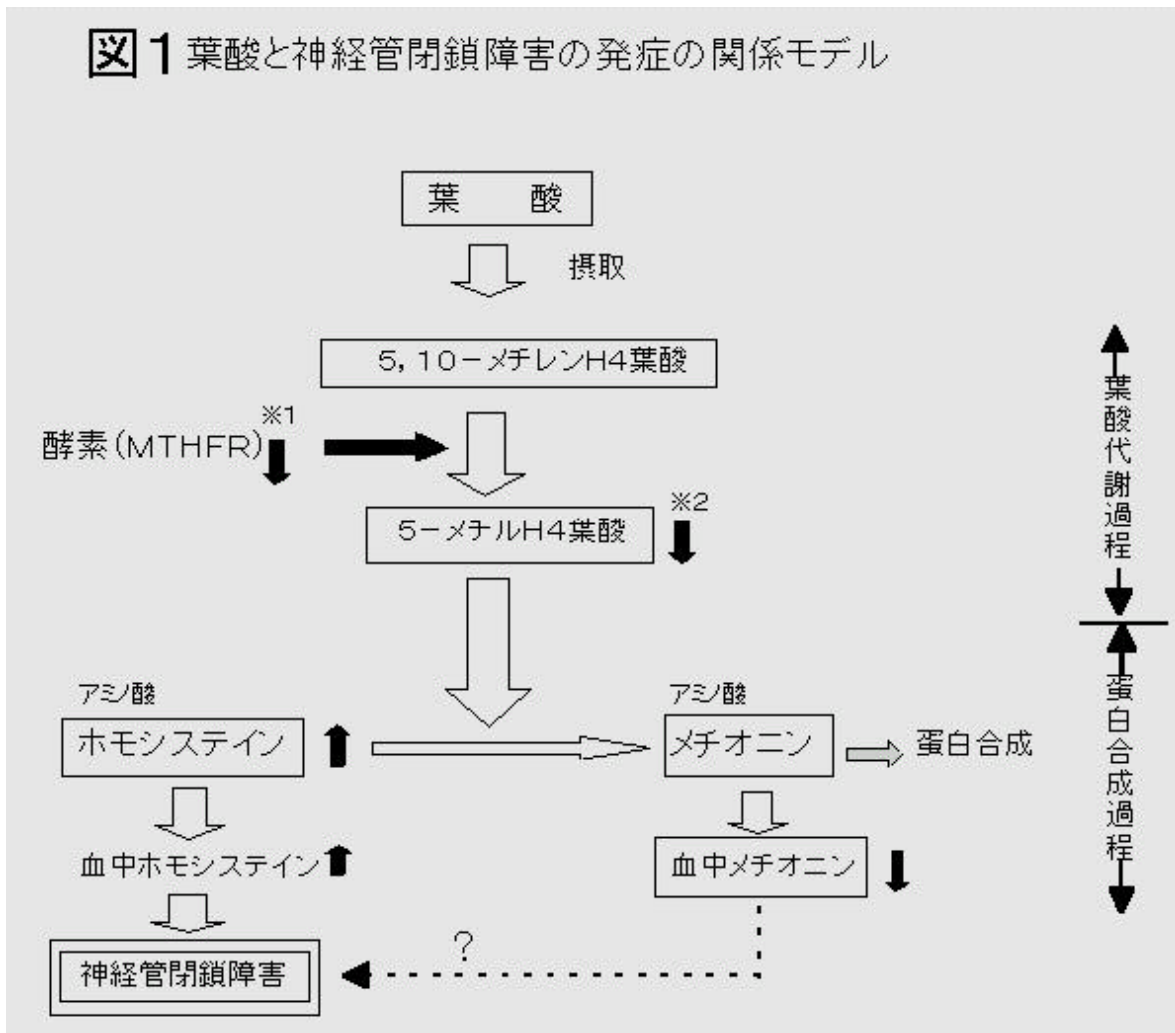 図1 葉酸と神経管閉鎖障害の発症の関係モデル
葉　　酸
摂取
5，10－メチレンH4葉酸
酵素（MTHFR）
※1
5－メチルH4葉酸
※2
葉酸代謝過程
アミノ酸
ホモシステイン
アミノ酸
メチオニン
蛋白合成
蛋白合成過程
血中ホモシステイン
血中メチオニン
？
神経管閉鎖障害